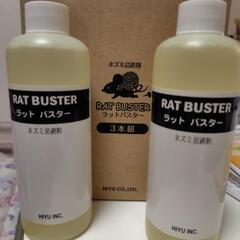 ネズミ忌避剤
RAT BUSTER
ラットバスター
3本組
HIYU CO,.LTD.
RAT BUSTER
ラット バスター
ネズミ忌避剤
HIYU INC.
RAT BUSTER
ラット バスター
ネズミ忌避剤
HIYU INC.